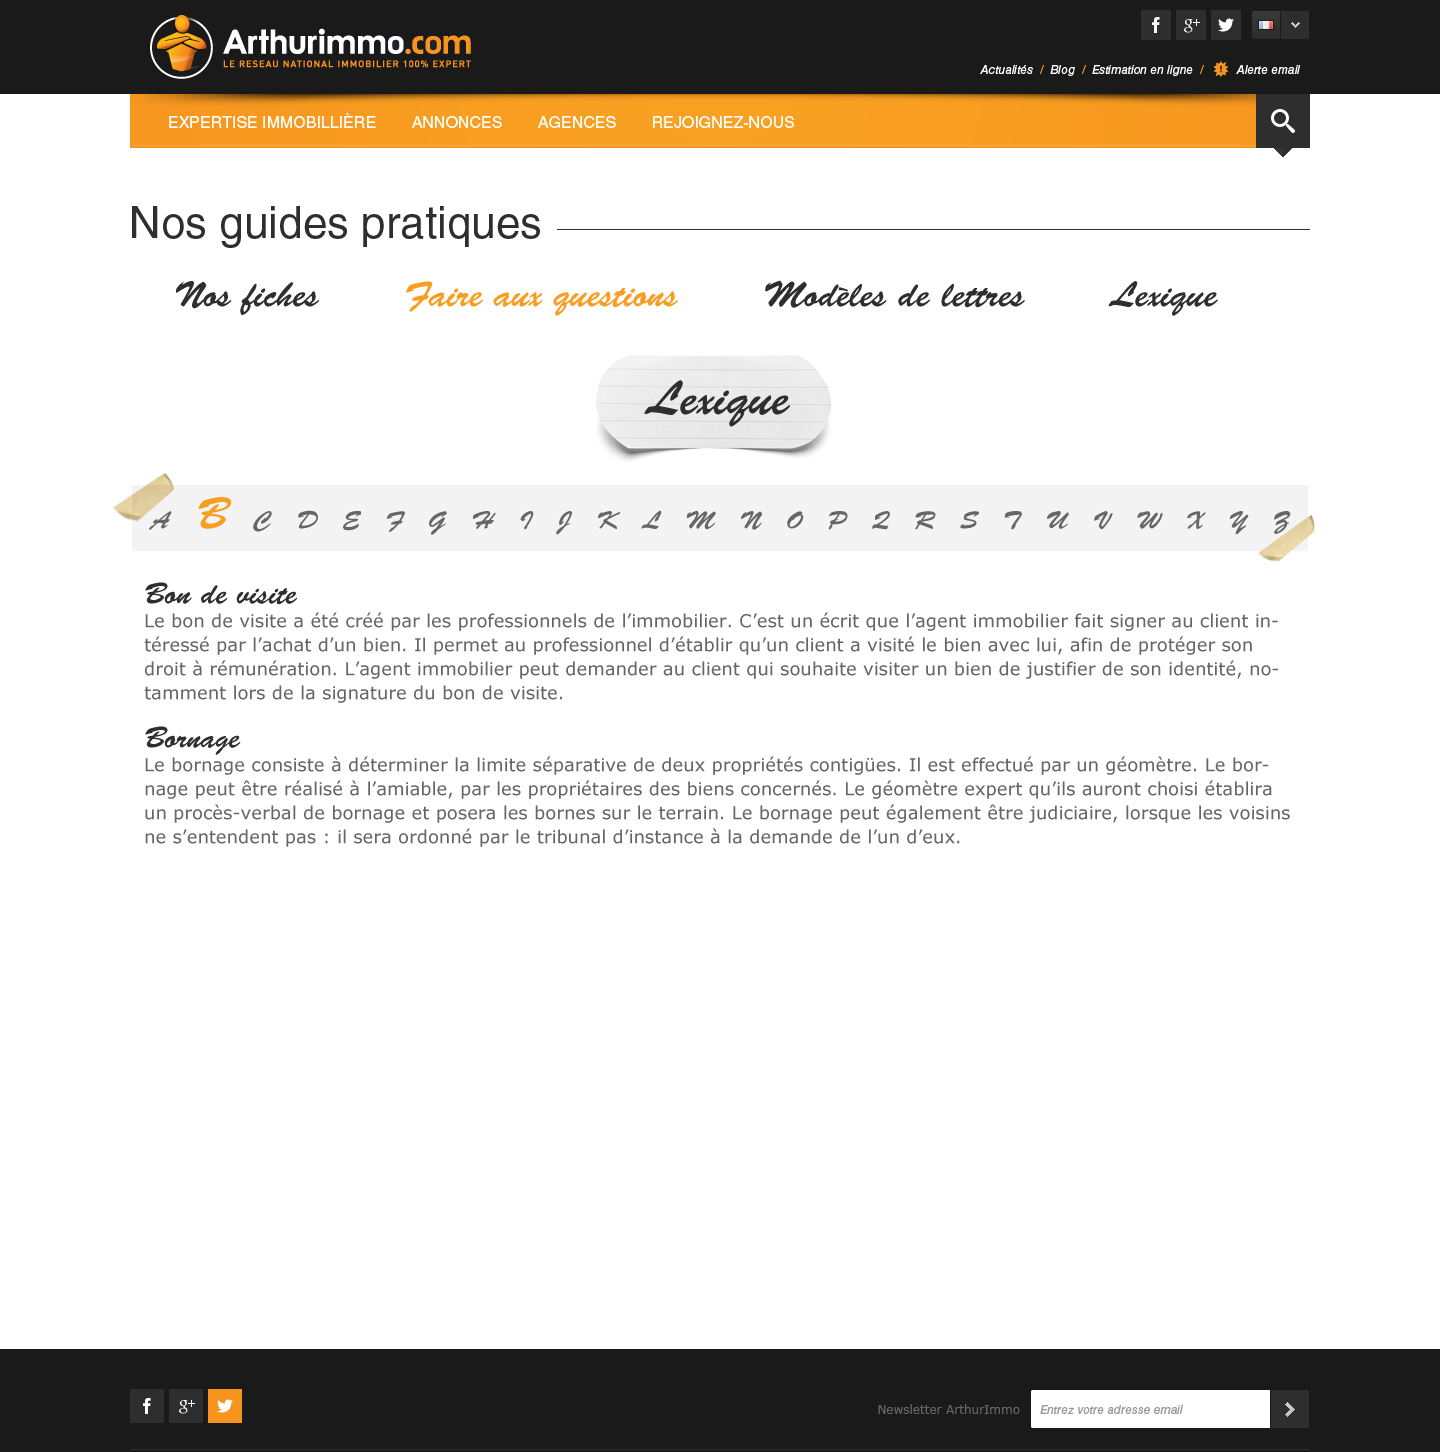 Arthurimmo.com
LE RESEAU NATIONAL IMMOBILIER 100% EXPERT
Actualités / Blog / Estimation en ligne / Alerte email
EXPERTISE IMMOBILLIÈRE ANNONCES AGENCES REJOIGNEZ-NOUS
Nos guides pratiques
Nos fiches Faire aux questions Modèles de lettres Lexique
Lexique
A B C D E F G H I J K L M N O P Q R S T U V W X Y Z
Bon de visite
Le bon de visite a été créé par les professionnels de l’immobilier. C’est un écrit que l’agent immobilier fait signer au client in-
téressé par l’achat d’un bien. Il permet au professionnel d’établir qu’un client a visité le bien avec lui, afin de protéger son
droit à rémunération. L’agent immobilier peut demander au client qui souhaite visiter un bien de justifier de son identité, no-
tamment lors de la signature du bon de visite.
Bornage
Le bornage consiste à déterminer la limite séparative de deux propriétés contigües. Il est effectué par un géomètre. Le bor-
nage peut être réalisé à l’amiable, par les propriétaires des biens concernés. Le géomètre expert qu’ils auront choisi établira
un procès-verbal de bornage et posera les bornes sur le terrain. Le bornage peut également être judiciaire, lorsque les voisins
ne s’entendent pas : il sera ordonné par le tribunal d’instance à la demande de l’un d’eux.
Newsletter ArthurImmo Entrez votre adresse email